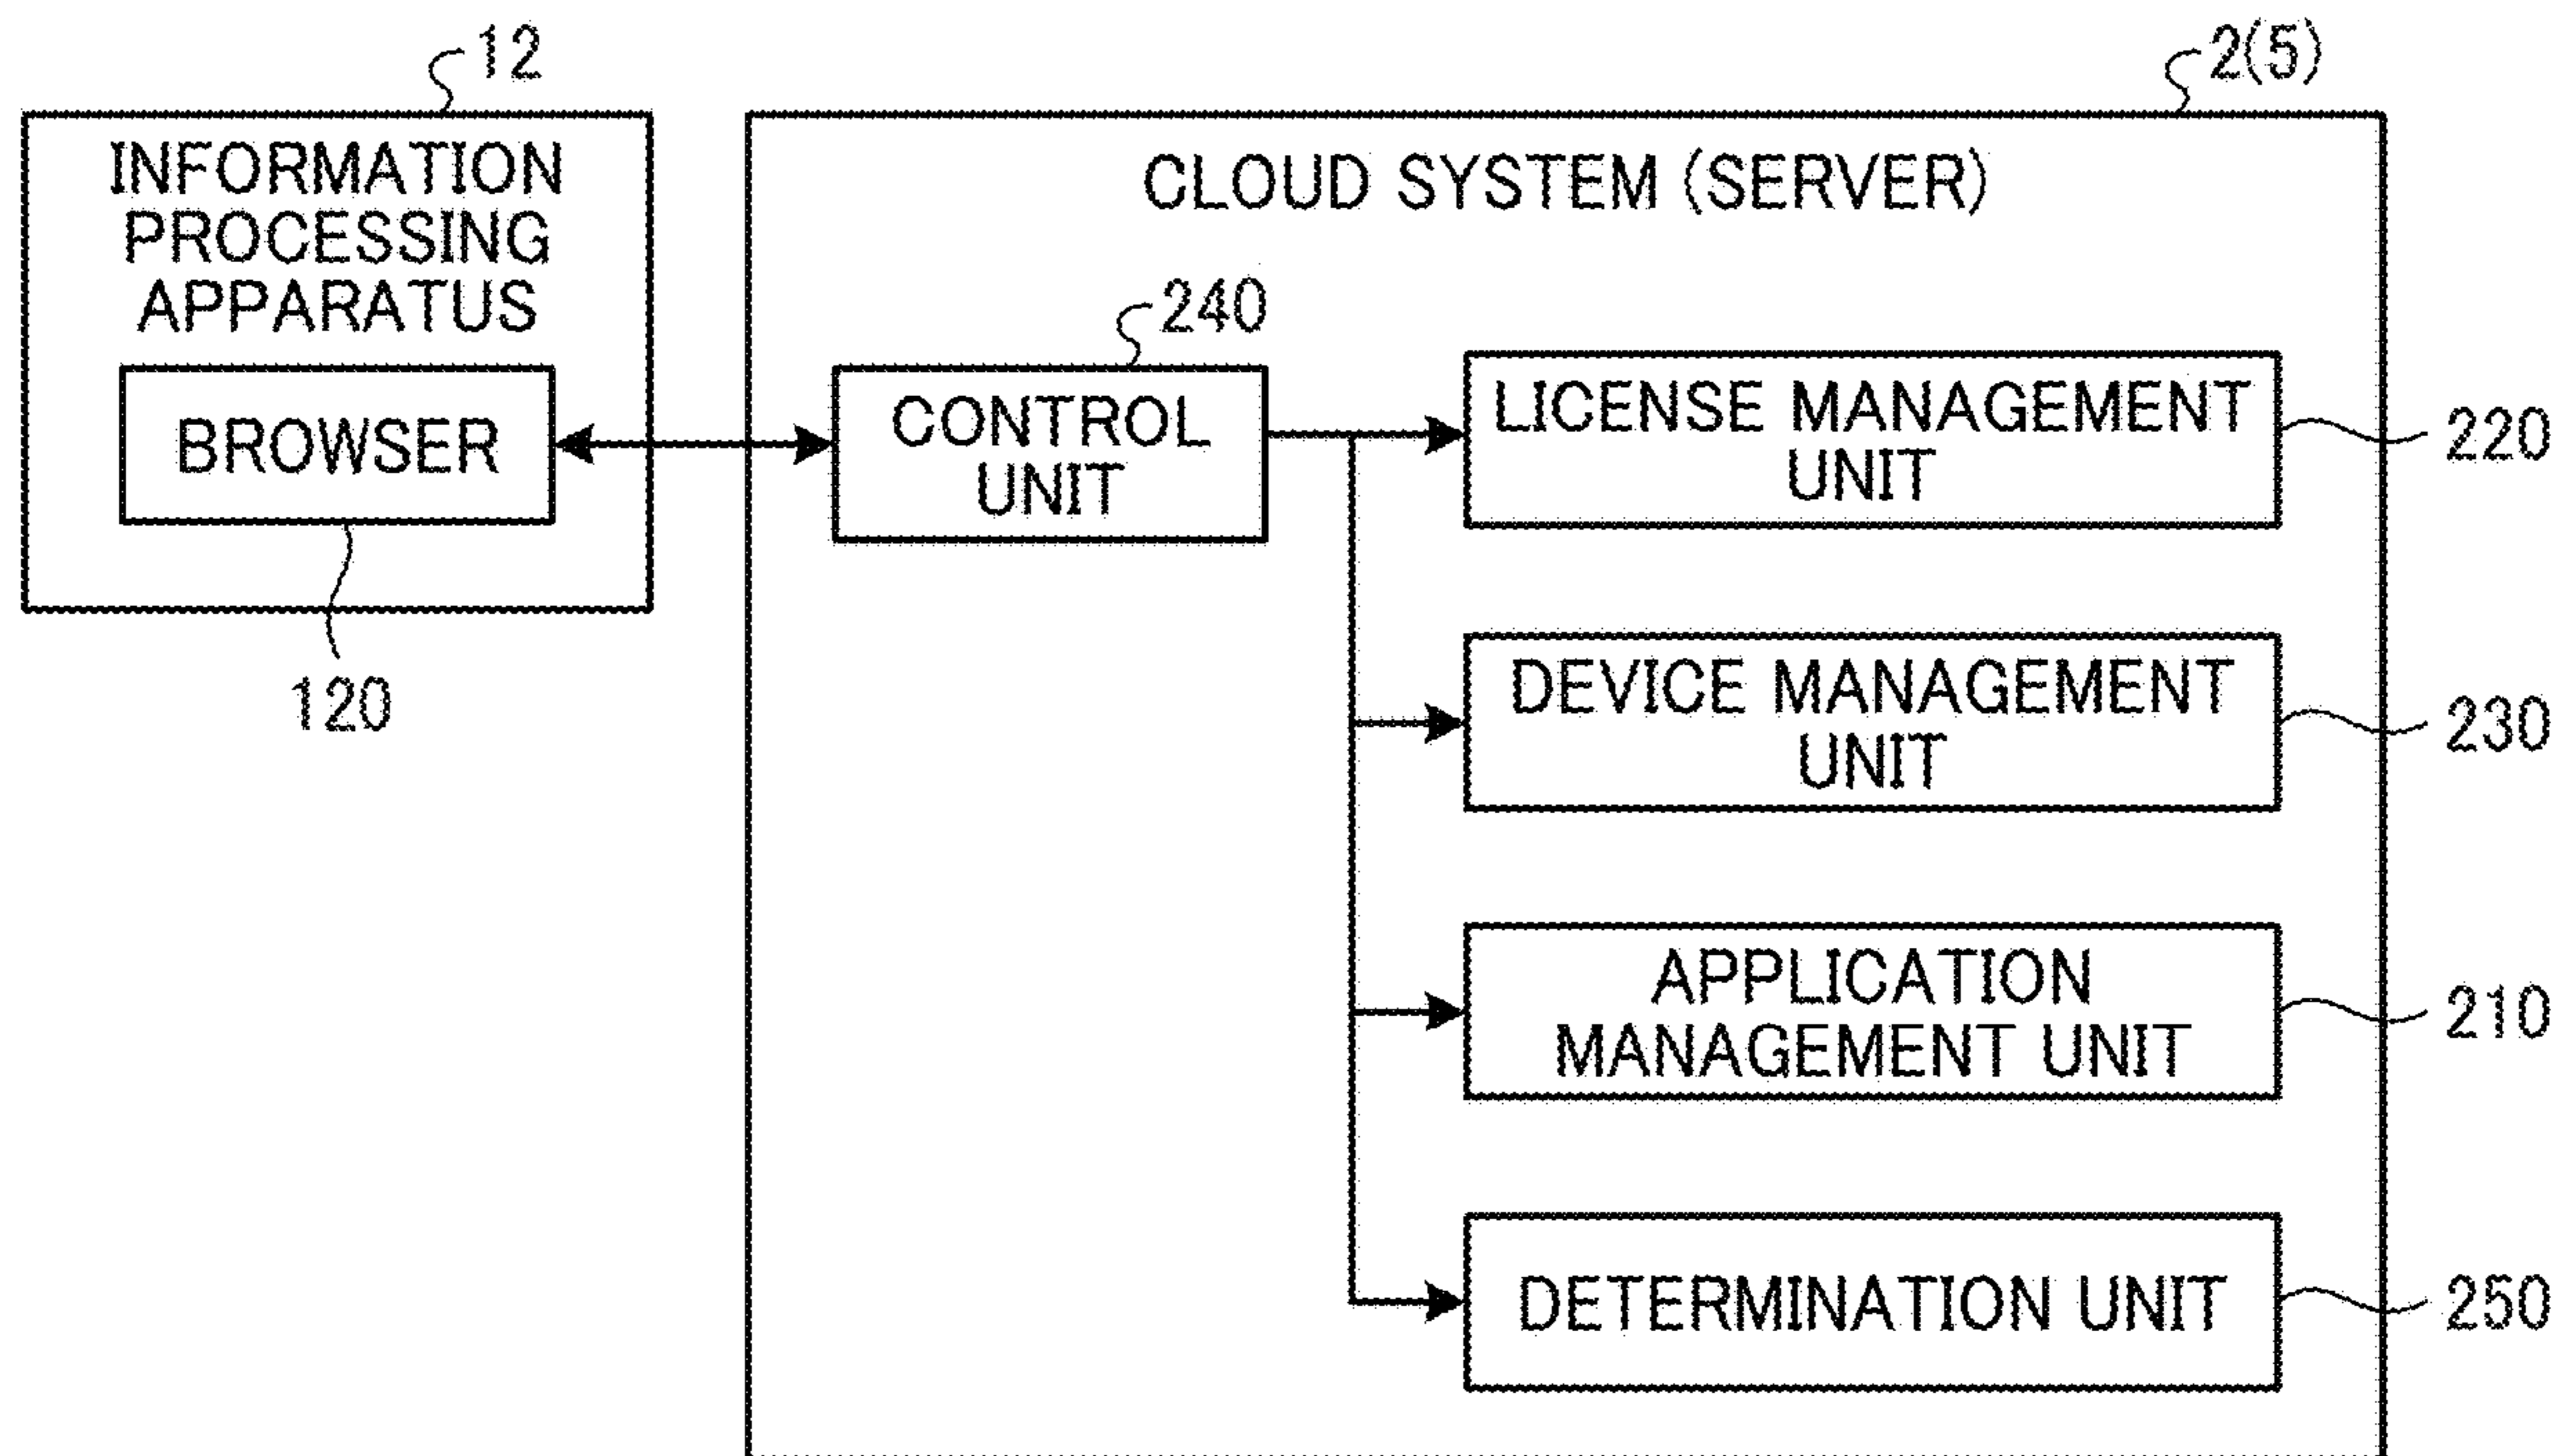 12
INFORMATION
PROCESSING
APPARATUS
BROWSER
120
2(5)
CLOUD SYSTEM (SERVER)
240
CONTROL
UNIT
LICENSE MANAGEMENT
UNIT
220
DEVICE MANAGEMENT
UNIT
230
APPLICATION
MANAGEMENT UNIT
210
DETERMINATION UNIT
250